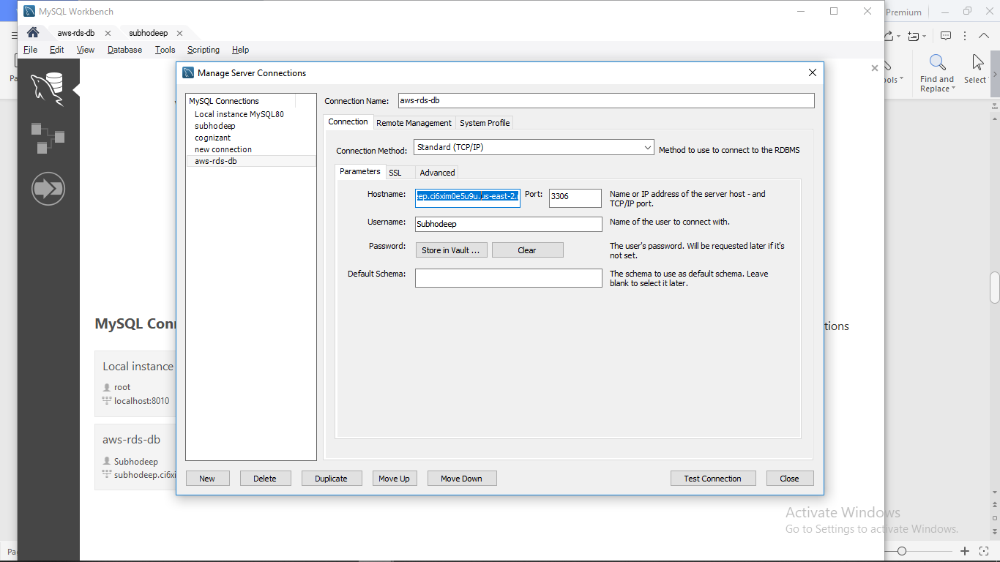 MySQL Workbench
Premium
aws-rds-db
subhodeep
File Edit View Database Tools Scripting Help
Manage Server Connections
Find and Replace
Select
MySQL Connections
Local instance MySQL80
subhodeep
cognizant
new connection
aws-rds-db
Connection Name: aws-rds-db
Connection Remote Management System Profile
Connection Method: Standard (TCP/IP) Method to use to connect to the RDBMS
Parameters SSL Advanced
Hostname: ep.ci6xim0e5u9u.us-east-2. Port: 3306 Name or IP address of the server host - and
TCP/IP port.
Username: Subhodeep Name of the user to connect with.
Password: Store in Vault ... Clear The user's password. Will be requested later if it's
not set.
Default Schema: The schema to use as default schema. Leave
blank to select it later.
MySQL Conn
tions
Local instance
root
localhost:8010
aws-rds-db
Subhodeep
subhodeep.ci6xi
New Delete Duplicate Move Up Move Down Test Connection Close
Activate Windows
Go to Settings to activate Windows.
Pa